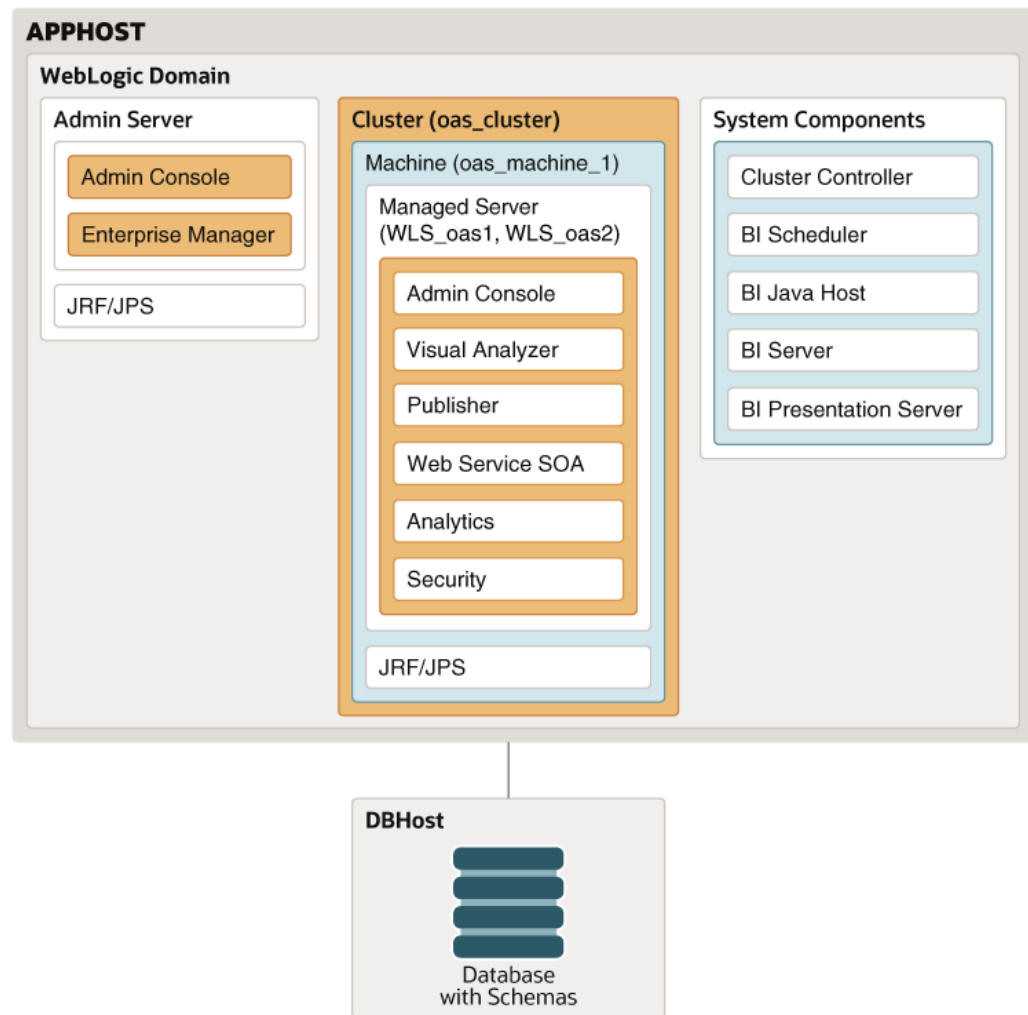 APPHOST
WebLogic Domain
Admin Server
Admin Console
Enterprise Manager
JRF/JPS
Cluster (oas_cluster)
Machine (oas_machine_1)
Managed Server
(WLS_oas1, WLS_oas2)
Admin Console
Visual Analyzer
Publisher
Web Service SOA
Analytics
Security
JRF/JPS
System Components
Cluster Controller
BI Scheduler
BI Java Host
BI Server
BI Presentation Server
DBHost
Database
with Schemas